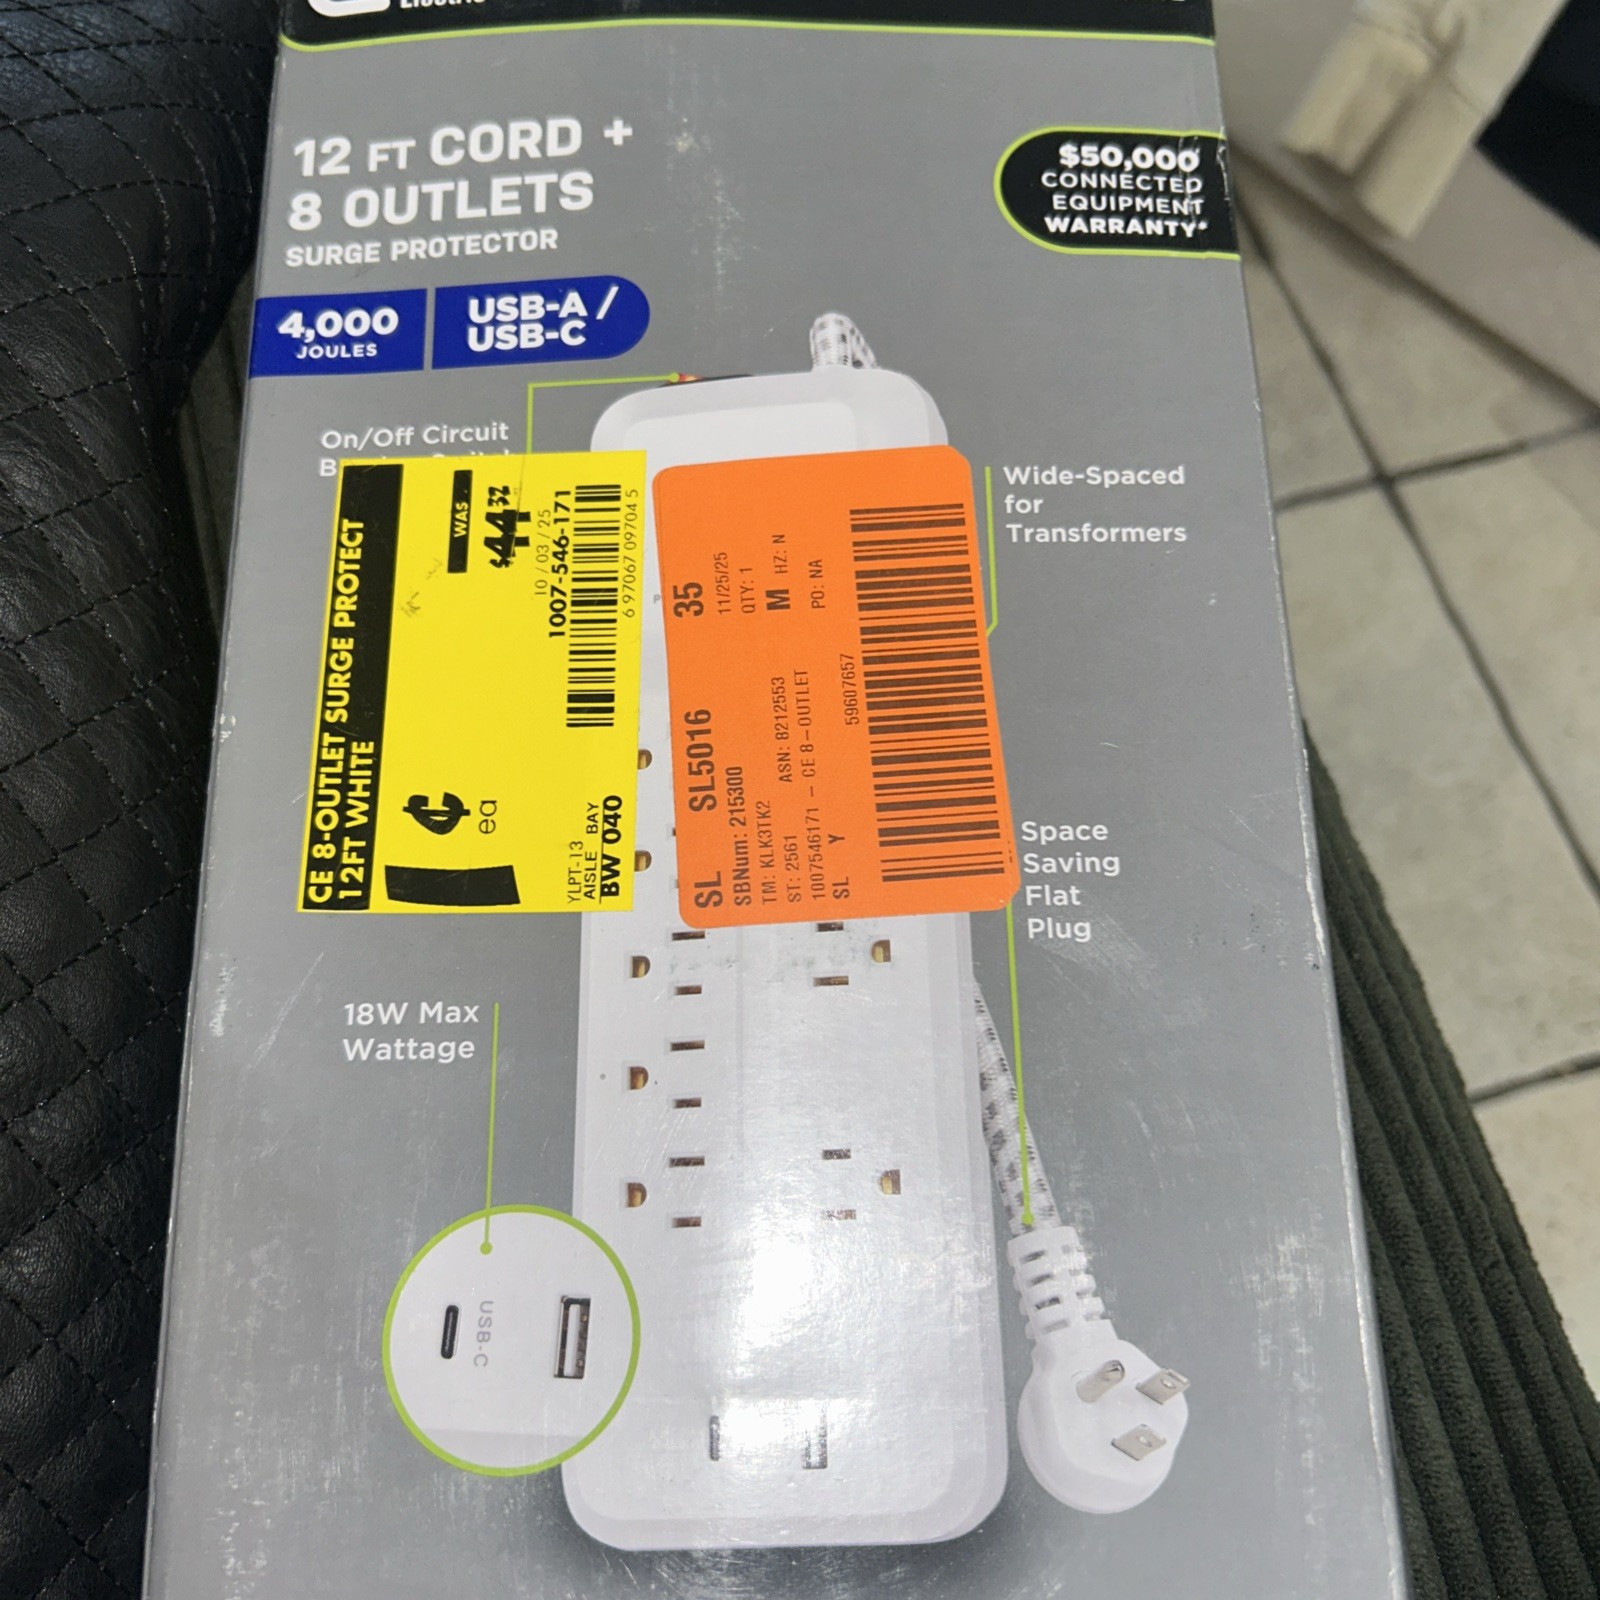 12 FT CORD +
8 OUTLETS
SURGE PROTECTOR
$50,000
CONNECTED
EQUIPMENT
WARRANTY*
4,000
JOULES
USB-A /
USB-C
On/Off Circuit
Wide-Spaced
for
Transformers
CE 8-OUTLET SURGE PROTECT
12FT WHITE
WAS
$44.32
10/03/25
1007-546-171
6 97067 09704 5
¢
ea
YLPT-13
AISLE BAY
BW 040
SL SL5016 35
SBNum: 215300 11/25/25
TM: KLK3TK2 QTY: 1
ST: 2561 ASN: 8212553 M HZ: N
1007546171 - CE 8-OUTLET PO: NA
SL Y
59607657
Space
Saving
Flat
Plug
18W Max
Wattage
USB-C